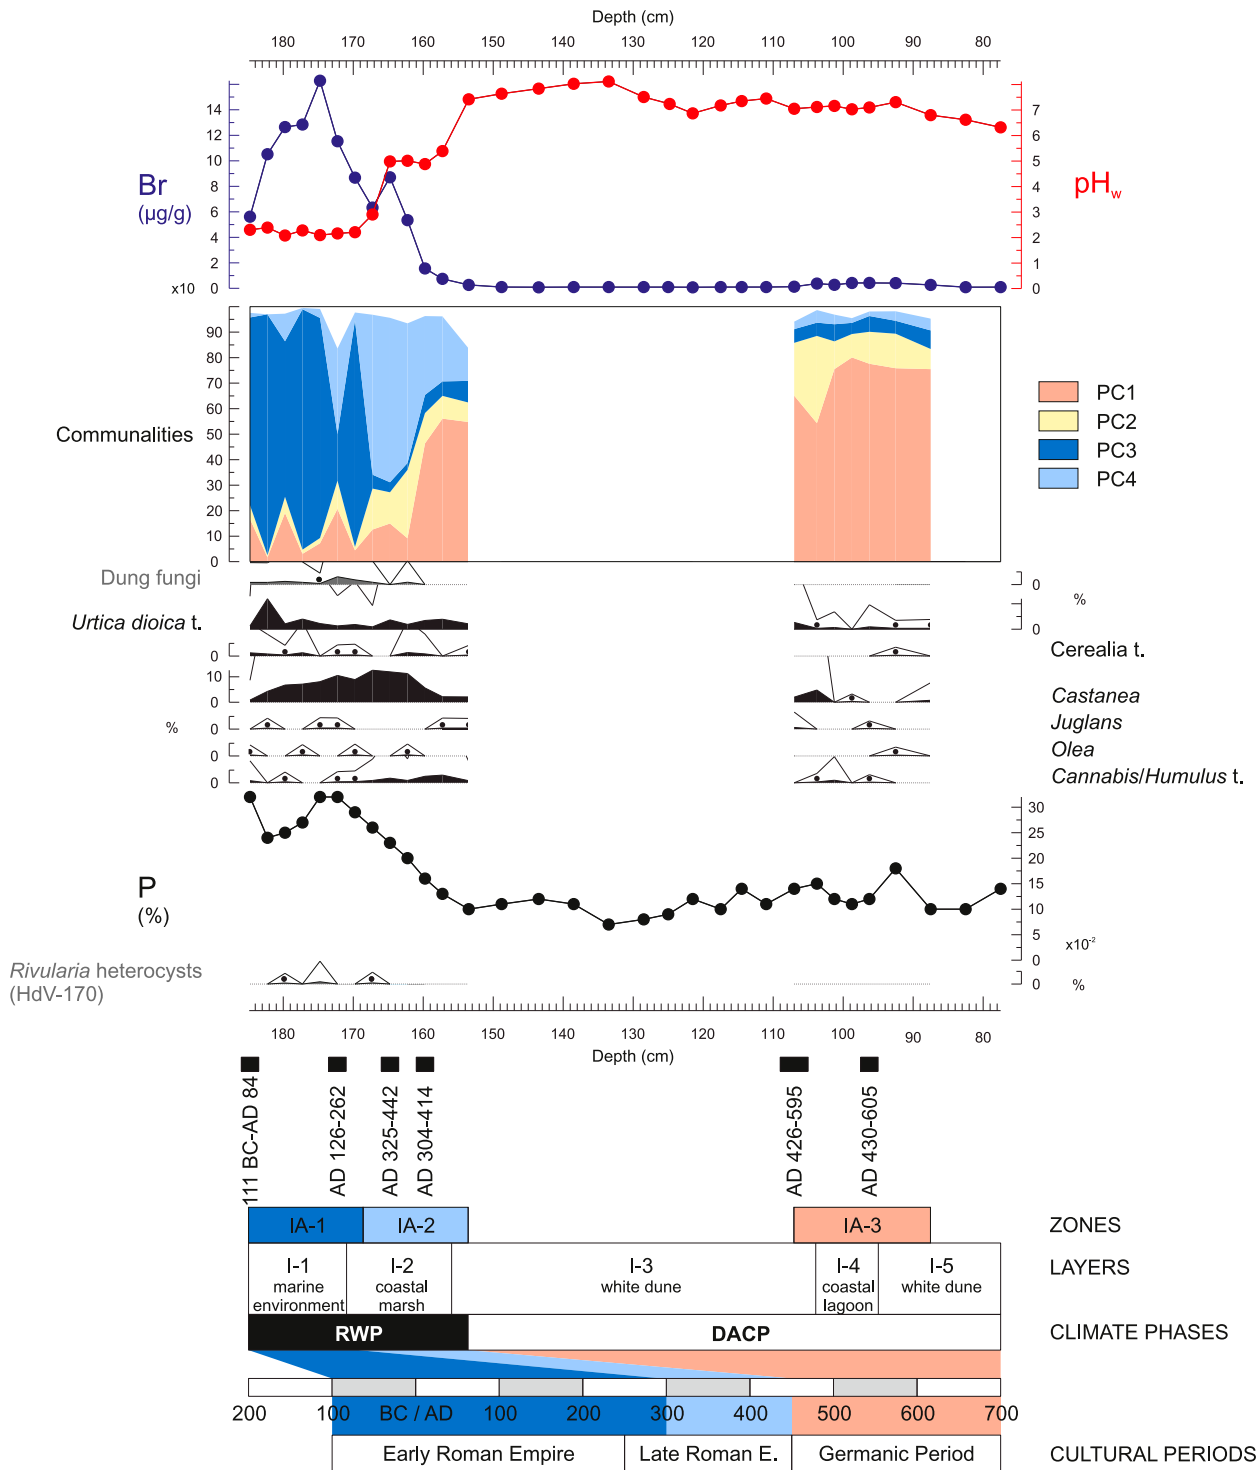 Depth (cm)
180 170 160 150 140 130 120 110 100 90 80
Br
(µg/g)
14
12
10
8
6
4
2
0
x10
7
6
5
4
3
2
1
0
pHw
Communalities
90
80
70
60
50
40
30
20
10
0
PC1
PC2
PC3
PC4
Dung fungi
0
%
Urtica dioica t.
0
0
Cerealia t.
10
0
Castanea
%
0
0
Juglans
0
0
Olea
0
0
Cannabis/Humulus t.
P
(%)
30
25
20
15
10
5
0
x10-2
Rivularia heterocysts
(HdV-170)
0
%
180 170 160 150 140 130 120 110 100 90 80
Depth (cm)
111 BC-AD 84
AD 126-262
AD 325-442
AD 304-414
AD 426-595
AD 430-605
IA-1 IA-2 IA-3 ZONES
I-1 I-2 I-3 I-4 I-5 LAYERS
marine coastal white dune coastal white dune
environment marsh lagoon
RWP DACP CLIMATE PHASES
200 100 BC / AD 100 200 300 400 500 600 700
Early Roman Empire Late Roman E. Germanic Period CULTURAL PERIODS